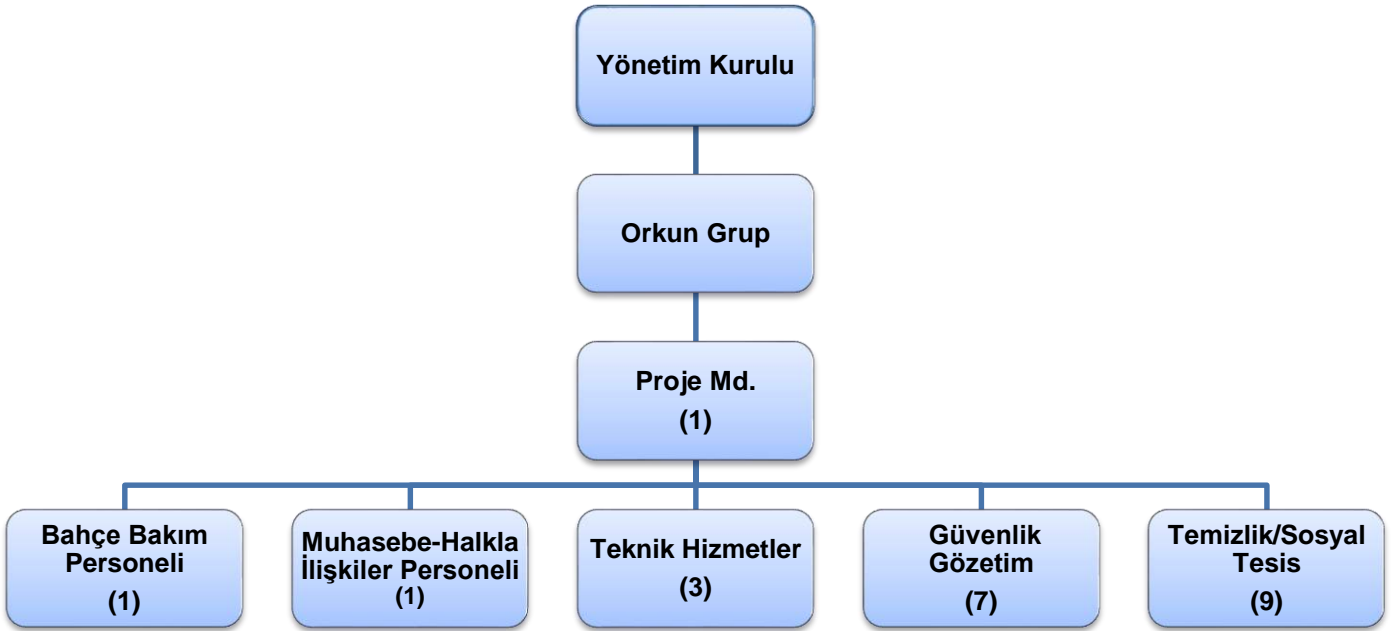 Yönetim Kurulu
Orkun Grup
Proje Md.
(1)
Bahçe Bakım
Personeli
(1)
Muhasebe-Halkla
İlişkiler Personeli
(1)
Teknik Hizmetler
(3)
Güvenlik
Gözetim
(7)
Temizlik/Sosyal
Tesis
(9)